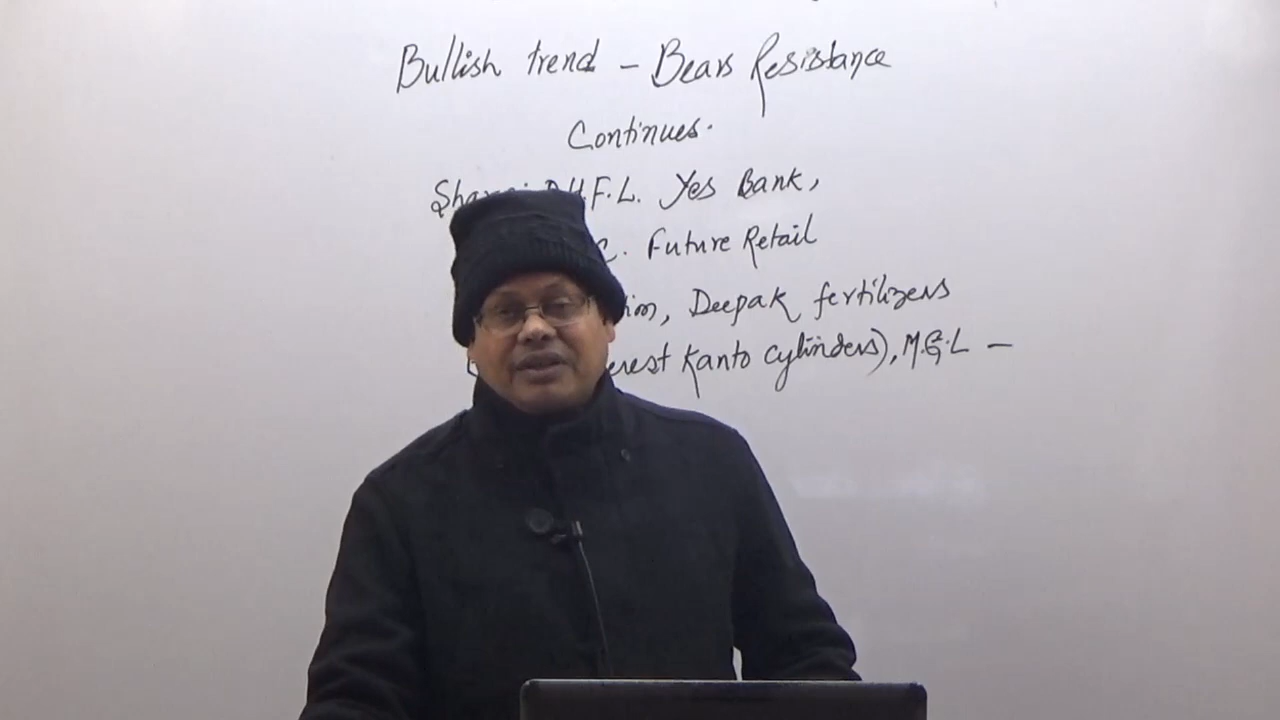 Bullish trend – Bears Resistance
Continues.
F.L. Yes Bank,
C. Future Retail
Deepak fertilizers
Kanto cylinders), M.G.L –